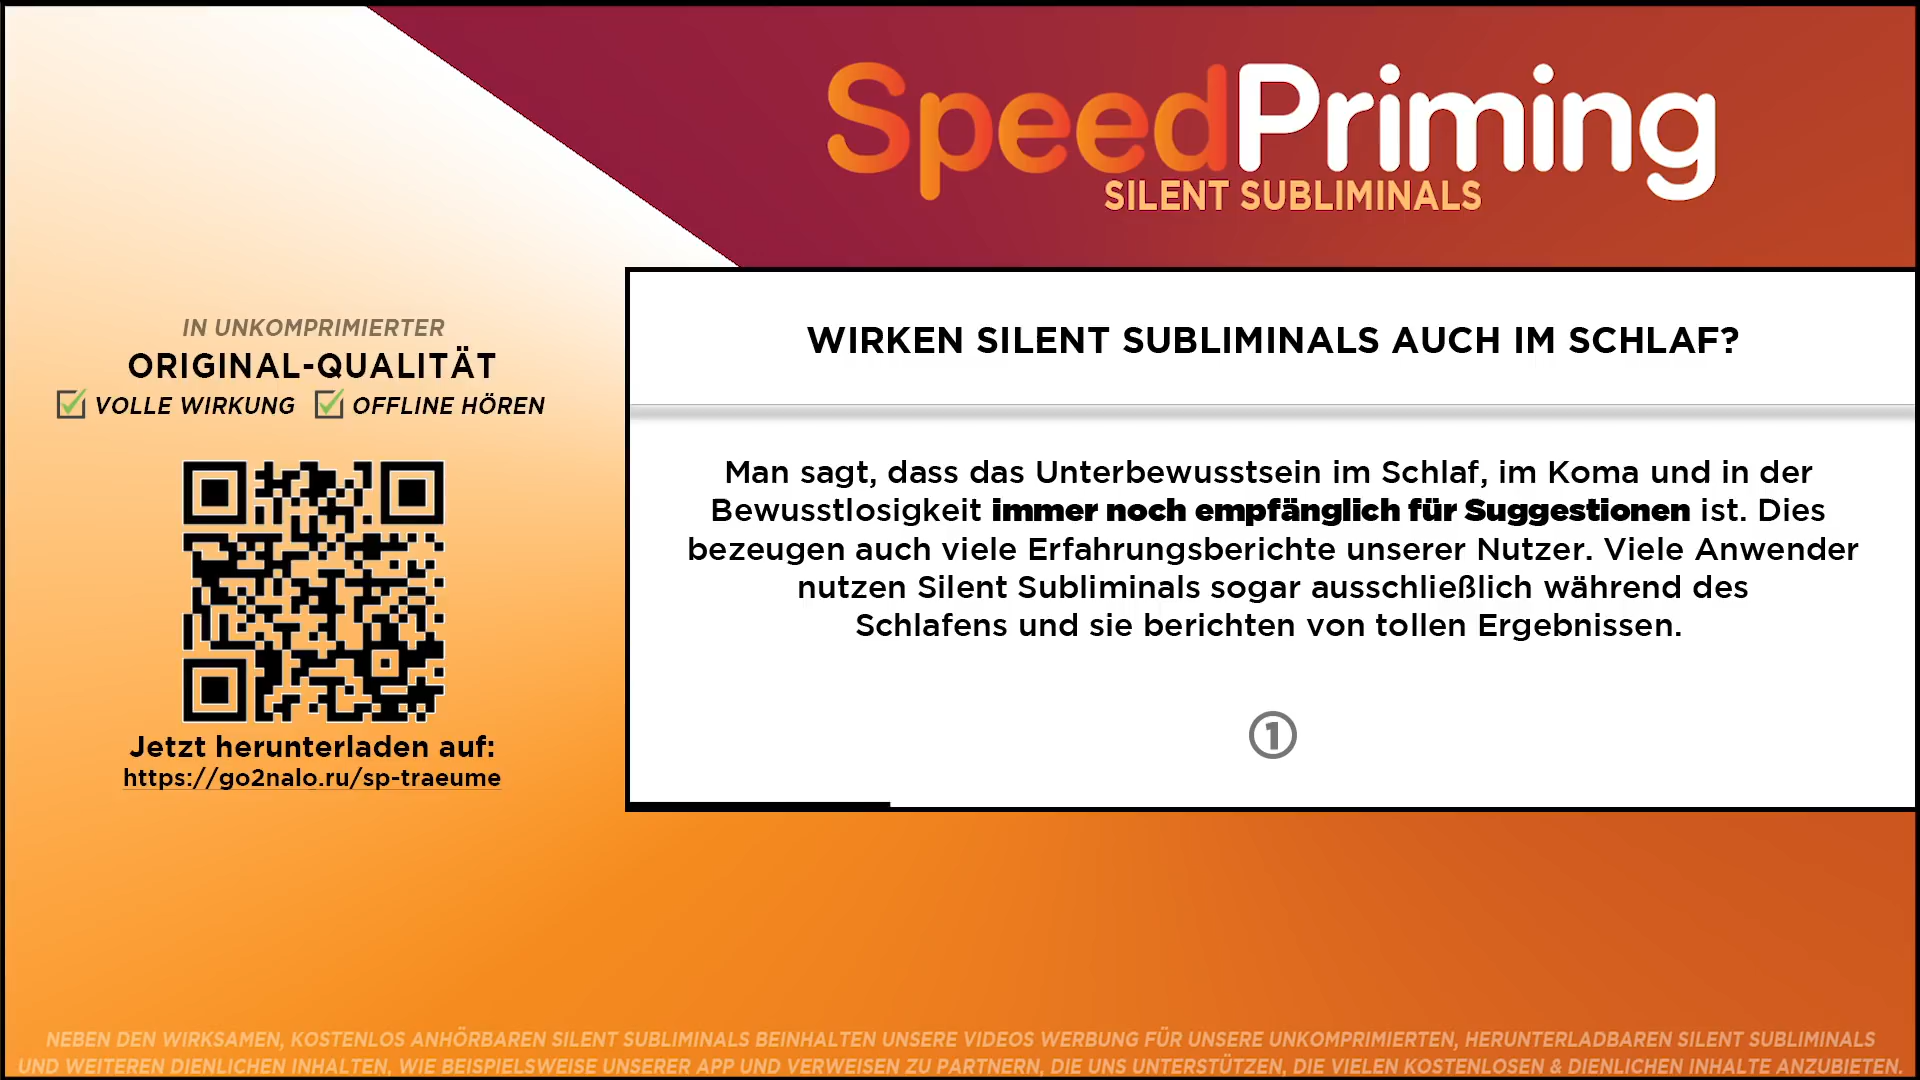 SpeedPriming
SILENT SUBLIMINALS
IN UNKOMPRIMIERTER
ORIGINAL-QUALITÄT
VOLLE WIRKUNG OFFLINE HÖREN
Jetzt herunterladen auf:
https://go2nalo.ru/sp-traeume
WIRKEN SILENT SUBLIMINALS AUCH IM SCHLAF?
Man sagt, dass das Unterbewusstsein im Schlaf, im Koma und in der
Bewusstlosigkeit immer noch empfänglich für Suggestionen ist. Dies
bezeugen auch viele Erfahrungsberichte unserer Nutzer. Viele Anwender
nutzen Silent Subliminals sogar ausschließlich während des
Schlafens und sie berichten von tollen Ergebnissen.
1
NEBEN DEN WIRKSAMEN, KOSTENLOS ANHÖRBAREN SILENT SUBLIMINALS BEINHALTEN UNSERE VIDEOS WERBUNG FÜR UNSERE UNKOMPRIMIERTEN, HERUNTERLADBAREN SILENT SUBLIMINALS
UND WEITEREN DIENLICHEN INHALTEN, WIE BEISPIELSWEISE UNSERER APP UND VERWEISEN ZU PARTNERN, DIE UNS UNTERSTÜTZEN, DIE VIELEN KOSTENLOSEN & DIENLICHEN INHALTE ANZUBIETEN.